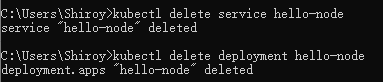 C:\Users\Shiroy>kubectl delete service hello-node
service "hello-node" deleted
C:\Users\Shiroy>kubectl delete deployment hello-node
deployment.apps "hello-node" deleted